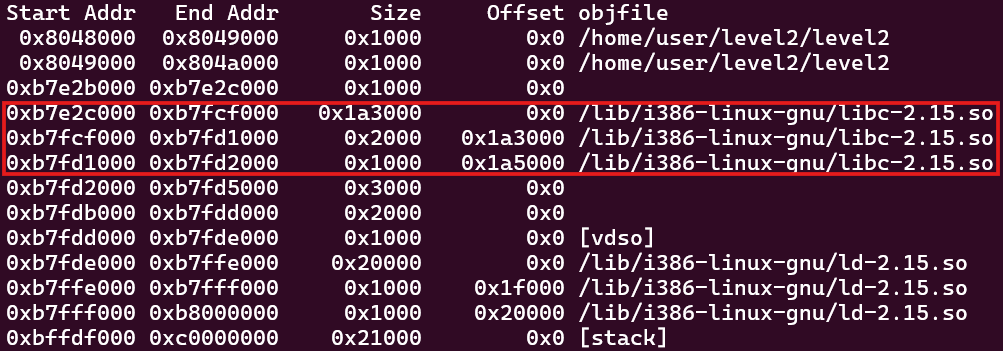 Start Addr End Addr Size Offset objfile
0x8048000 0x8049000 0x1000 0x0 /home/user/level2/level2
0x8049000 0x804a000 0x1000 0x0 /home/user/level2/level2
0xb7e2b000 0xb7e2c000 0x1000 0x0
0xb7e2c000 0xb7fcf000 0x1a3000 0x0 /lib/i386-linux-gnu/libc-2.15.so
0xb7fcf000 0xb7fd1000 0x2000 0x1a3000 /lib/i386-linux-gnu/libc-2.15.so
0xb7fd1000 0xb7fd2000 0x1000 0x1a5000 /lib/i386-linux-gnu/libc-2.15.so
0xb7fd2000 0xb7fd5000 0x3000 0x0
0xb7fdb000 0xb7fdd000 0x2000 0x0
0xb7fdd000 0xb7fde000 0x1000 0x0 [vdso]
0xb7fde000 0xb7ffe000 0x20000 0x0 /lib/i386-linux-gnu/ld-2.15.so
0xb7ffe000 0xb7fff000 0x1000 0x1f000 /lib/i386-linux-gnu/ld-2.15.so
0xb7fff000 0xb8000000 0x1000 0x20000 /lib/i386-linux-gnu/ld-2.15.so
0xbffdf000 0xc0000000 0x21000 0x0 [stack]